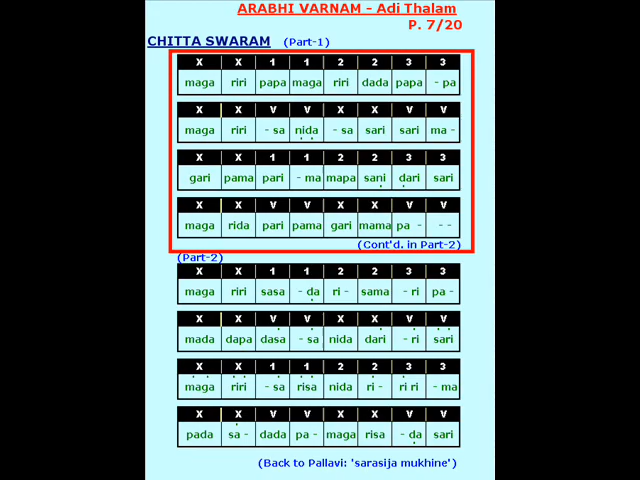 ARABHI VARNAM - Adi Thalam
P. 7/20
CHITTA SWARAM (Part-1)
X X 1 1 2 2 3 3
maga riri papa maga riri dada papa - pa
X X V V X X V V
maga riri - sa nida - sa sari sari ma -
X X 1 1 2 2 3 3
gari pama pari - ma mapa sani dari sari
X X V V X X V V
maga rida pari pama gari mama pa - - -
(Cont'd. in Part-2)
(Part-2)
X X 1 1 2 2 3 3
maga riri sasa - da ri - sama - ri pa -
X X V V X X V V
mada dapa dasa - sa nida dari - ri sari
X X 1 1 2 2 3 3
maga riri - sa risa nida ri - ri ri - ma
X X V V X X V V
pada sa - dada pa - maga risa - da sari
(Back to Pallavi: 'sarasija mukhine')